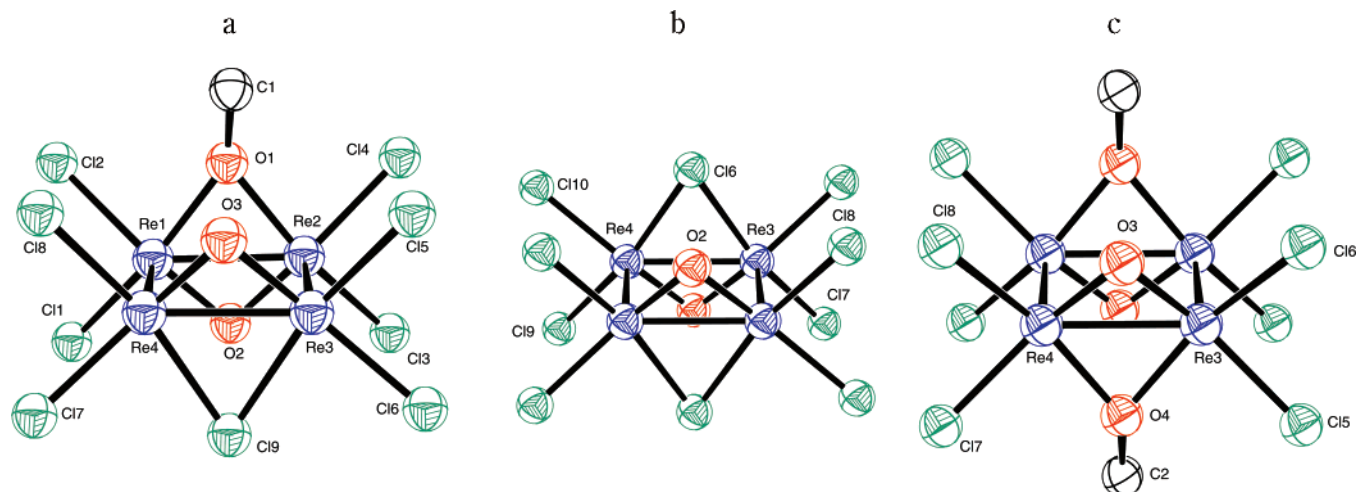 a
C1
Cl2
O1
Cl4
O3
Re1
Re2
Cl8
Cl5
Cl1
Re4
O2
Re3
Cl3
Cl7
Cl6
Cl9
b
Cl6
Cl10
Re4
O2
Re3
Cl8
Cl9
Cl7
c
Cl8
O3
Cl6
Re4
Re3
O4
Cl7
Cl5
C2